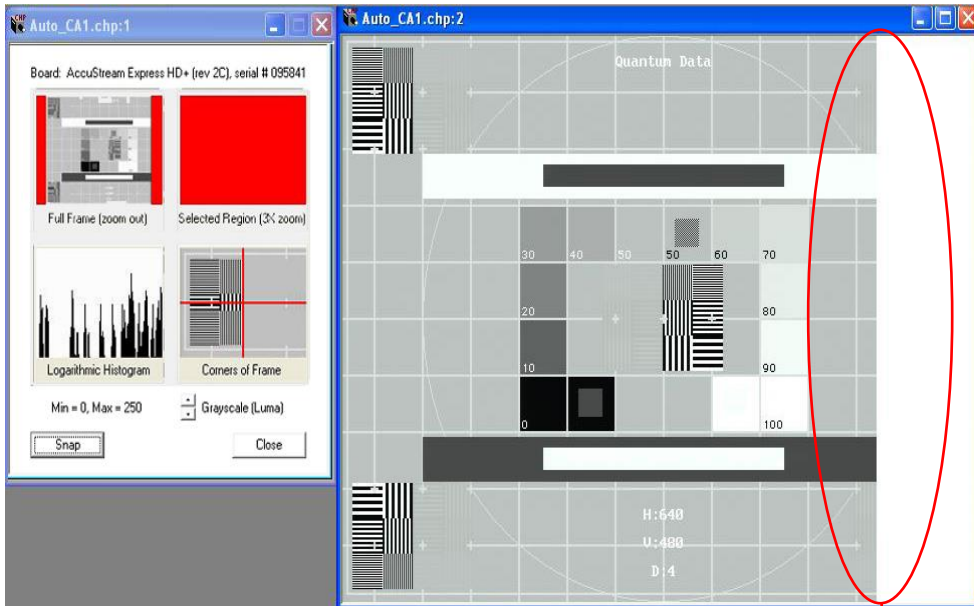 Auto_CA1.chp:1
Board: AccuStream Express HD+ (rev 2C), serial # 095841
Full Frame (zoom out)
Selected Region (3X zoom)
Logarithmic Histogram
Corners of Frame
Min = 0, Max = 250
Grayscale (Luma)
Snap
Close
Auto_CA1.chp:2
Quantum Data
30 40 50 50 60 70
20 80
10 90
0 100
H:640
V:480
D:4